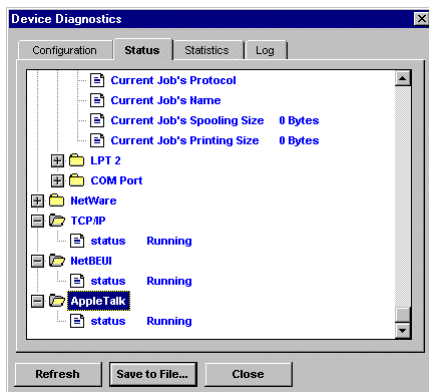 Device Diagnostics
Configuration Status Statistics Log
Current Job's Protocol
Current Job's Name
Current Job's Spooling Size 0 Bytes
Current Job's Printing Size 0 Bytes
LPT 2
COM Port
NetWare
TCP/IP
status Running
NetBEUI
status Running
AppleTalk
status Running
Refresh Save to File... Close